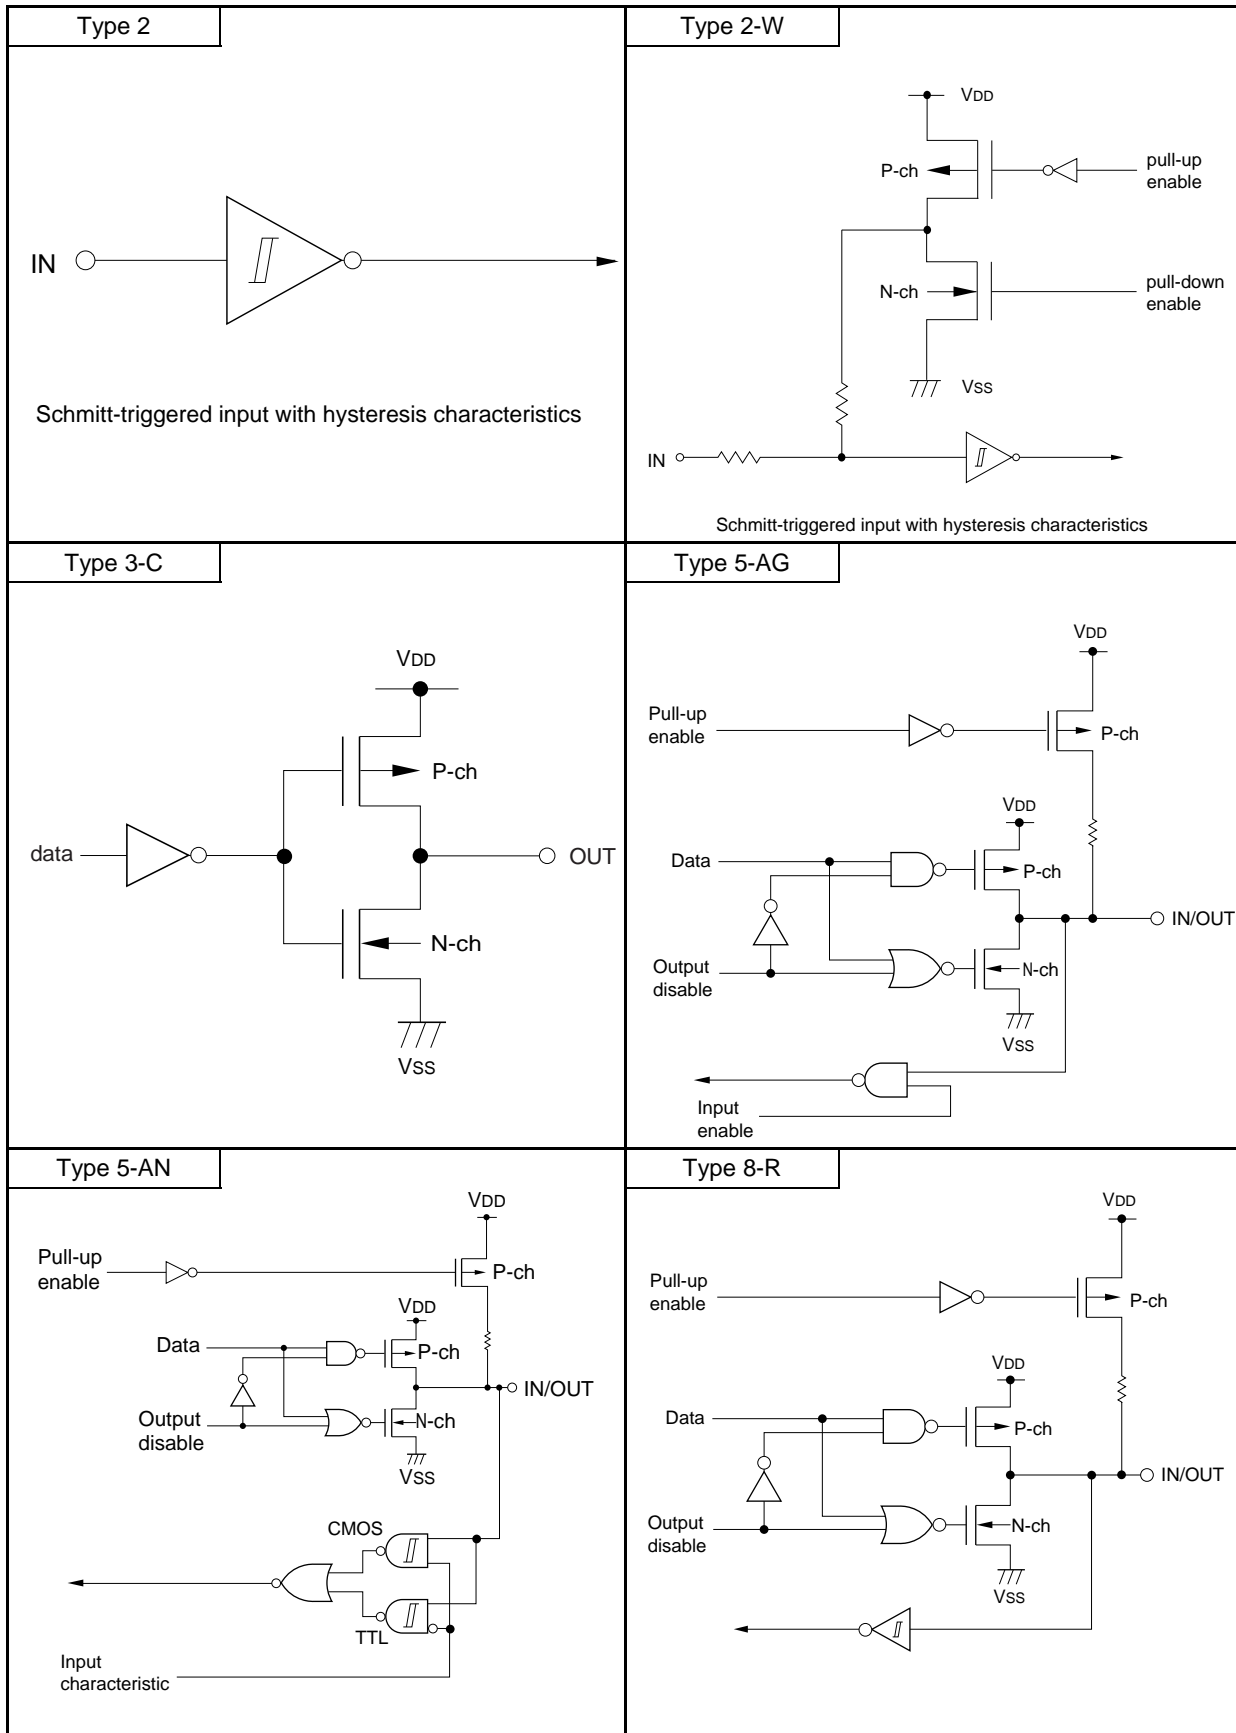 Type 2
IN
Schmitt-triggered input with hysteresis characteristics
Type 2-W
VDD
P-ch
pull-up
enable
N-ch
pull-down
enable
VSS
IN
Schmitt-triggered input with hysteresis characteristics
Type 3-C
VDD
P-ch
data
OUT
N-ch
VSS
Type 5-AG
VDD
Pull-up
enable
P-ch
VDD
Data
P-ch
IN/OUT
Output
disable
N-ch
VSS
Input
enable
Type 5-AN
VDD
Pull-up
enable
P-ch
VDD
Data
P-ch
IN/OUT
Output
disable
N-ch
VSS
CMOS
TTL
Input
characteristic
Type 8-R
VDD
Pull-up
enable
P-ch
VDD
Data
P-ch
IN/OUT
Output
disable
N-ch
VSS